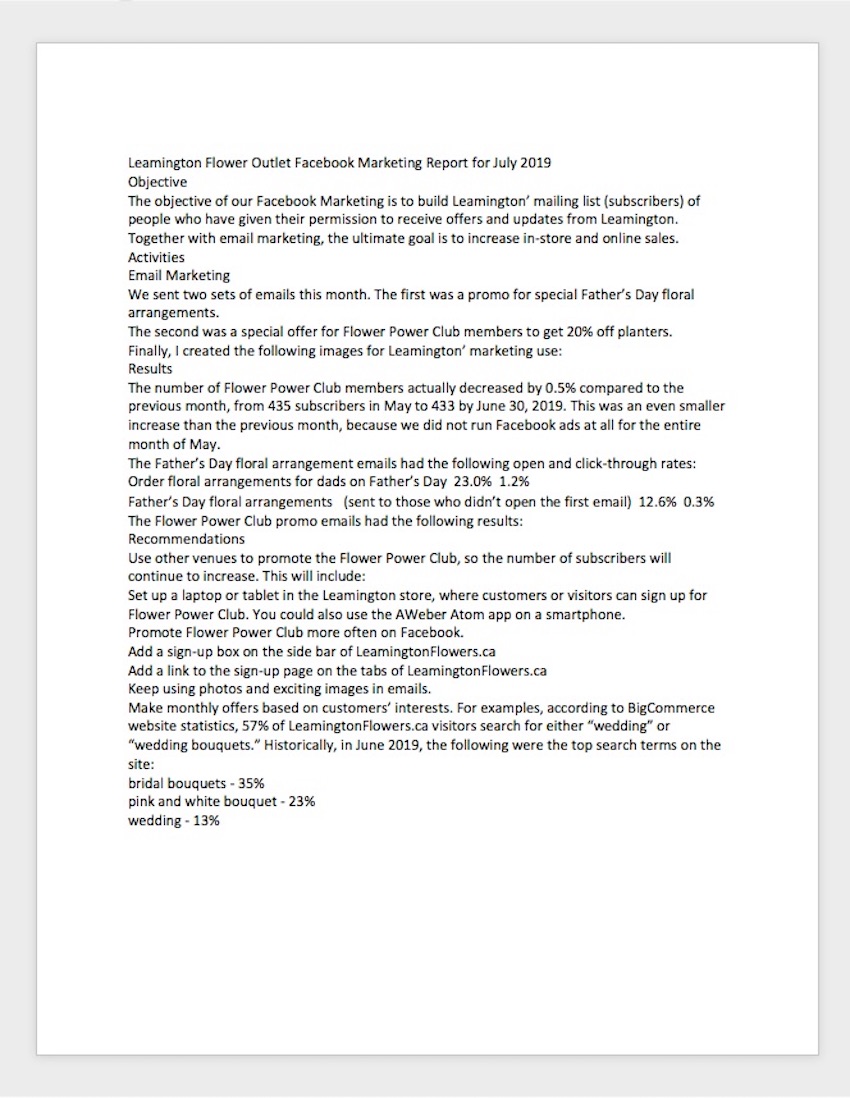 Leamington Flower Outlet Facebook Marketing Report for July 2019
Objective
The objective of our Facebook Marketing is to build Leamington’ mailing list (subscribers) of
people who have given their permission to receive offers and updates from Leamington.
Together with email marketing, the ultimate goal is to increase in-store and online sales.
Activities
Email Marketing
We sent two sets of emails this month. The first was a promo for special Father’s Day floral
arrangements.
The second was a special offer for Flower Power Club members to get 20% off planters.
Finally, I created the following images for Leamington’ marketing use:
Results
The number of Flower Power Club members actually decreased by 0.5% compared to the
previous month, from 435 subscribers in May to 433 by June 30, 2019. This was an even smaller
increase than the previous month, because we did not run Facebook ads at all for the entire
month of May.
The Father’s Day floral arrangement emails had the following open and click-through rates:
Order floral arrangements for dads on Father’s Day  23.0%  1.2%
Father’s Day floral arrangements   (sent to those who didn’t open the first email)  12.6%  0.3%
The Flower Power Club promo emails had the following results:
Recommendations
Use other venues to promote the Flower Power Club, so the number of subscribers will
continue to increase. This will include:
Set up a laptop or tablet in the Leamington store, where customers or visitors can sign up for
Flower Power Club. You could also use the AWeber Atom app on a smartphone.
Promote Flower Power Club more often on Facebook.
Add a sign-up box on the side bar of LeamingtonFlowers.ca
Add a link to the sign-up page on the tabs of LeamingtonFlowers.ca
Keep using photos and exciting images in emails.
Make monthly offers based on customers’ interests. For examples, according to BigCommerce
website statistics, 57% of LeamingtonFlowers.ca visitors search for either “wedding” or
“wedding bouquets.” Historically, in June 2019, the following were the top search terms on the
site:
bridal bouquets - 35%
pink and white bouquet - 23%
wedding - 13%